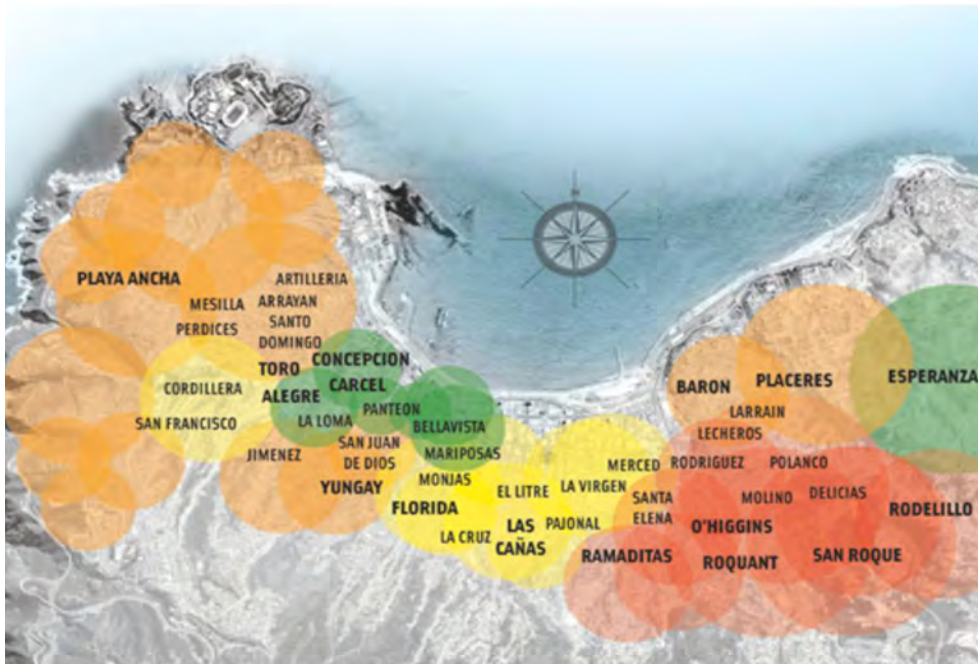 PLAYA ANCHA
ARTILLERIA
MESILLA
ARRAYAN
PERDICES
SANTO
DOMINGO
TORO
CONCEPCION
CORDILLERA
ALEGRE
CARCEL
SAN FRANCISCO
LA LOMA
PANTEON
BELLAVISTA
JIMENEZ
SAN JUAN
DE DIOS
MARIPOSAS
YUNGAY
MONJAS
FLORIDA
EL LITRE
LA VIRGEN
MERCED
LA CRUZ
LAS
CAÑAS
PAJONAL
BARON
PLACERES
ESPERANZA
LARRAIN
LECHEROS
RODRIGUEZ
POLANCO
SANTA
ELENA
MOLINO
DELICIAS
O'HIGGINS
RODELILLO
RAMADITAS
ROQUANT
SAN ROQUE